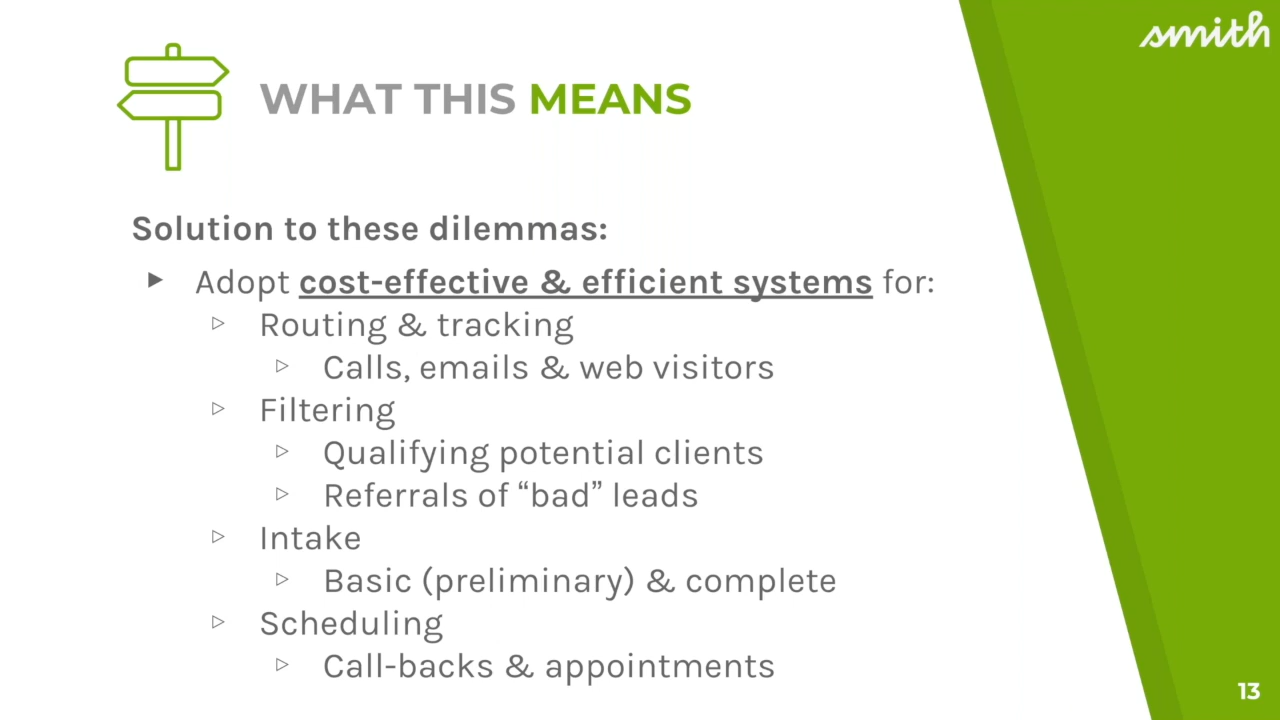 smith
WHAT THIS MEANS
Solution to these dilemmas:
Adopt cost-effective & efficient systems for:
Routing & tracking
Calls, emails & web visitors
Filtering
Qualifying potential clients
Referrals of “bad” leads
Intake
Basic (preliminary) & complete
Scheduling
Call-backs & appointments
13